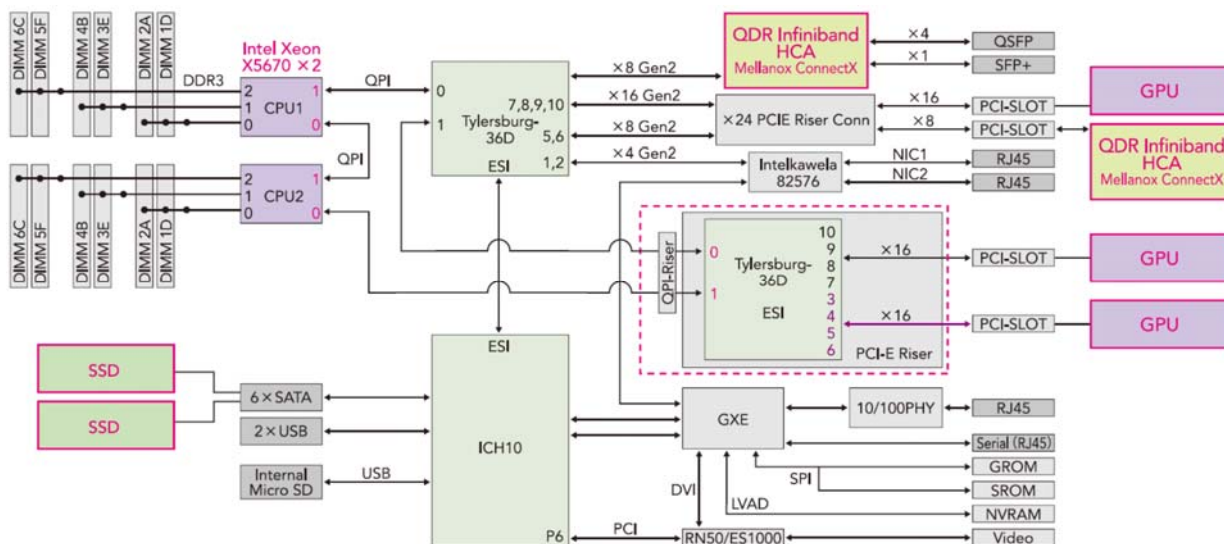 DIMM 6C
DIMM 5F
DIMM 4B
DIMM 3E
DIMM 2A
DIMM 1D
DDR3
Intel Xeon
X5670 ×2
2 1
CPU1
1
0 0
QPI
QPI
DIMM 6C
DIMM 5F
DIMM 4B
DIMM 3E
DIMM 2A
DIMM 1D
2 1
CPU2
1
0 0
0
1
7,8,9,10
Tylersburg-
36D
5,6
1,2
ESI
×8 Gen2
×16 Gen2
×8 Gen2
×4 Gen2
QDR Infiniband
HCA
Mellanox ConnectX
×4
×1
QSFP
SFP+
×24 PCIE Riser Conn
×16
×8
PCI-SLOT
PCI-SLOT
GPU
QDR Infiniband
HCA
Mellanox ConnectX
Intelkawela
82576
NIC1
NIC2
RJ45
RJ45
QPI-Riser
0
1
Tylersburg-
36D
ESI
10
9
8
7
3
4
5
6
PCI-E Riser
×16
×16
PCI-SLOT
PCI-SLOT
GPU
GPU
SSD
SSD
6×SATA
2×USB
Internal
Micro SD
USB
ESI
ICH10
P6
PCI
GXE
10/100PHY
RJ45
Serial (RJ45)
GROM
SROM
NVRAM
Video
SPI
DVI
LVAD
RN50/ES1000